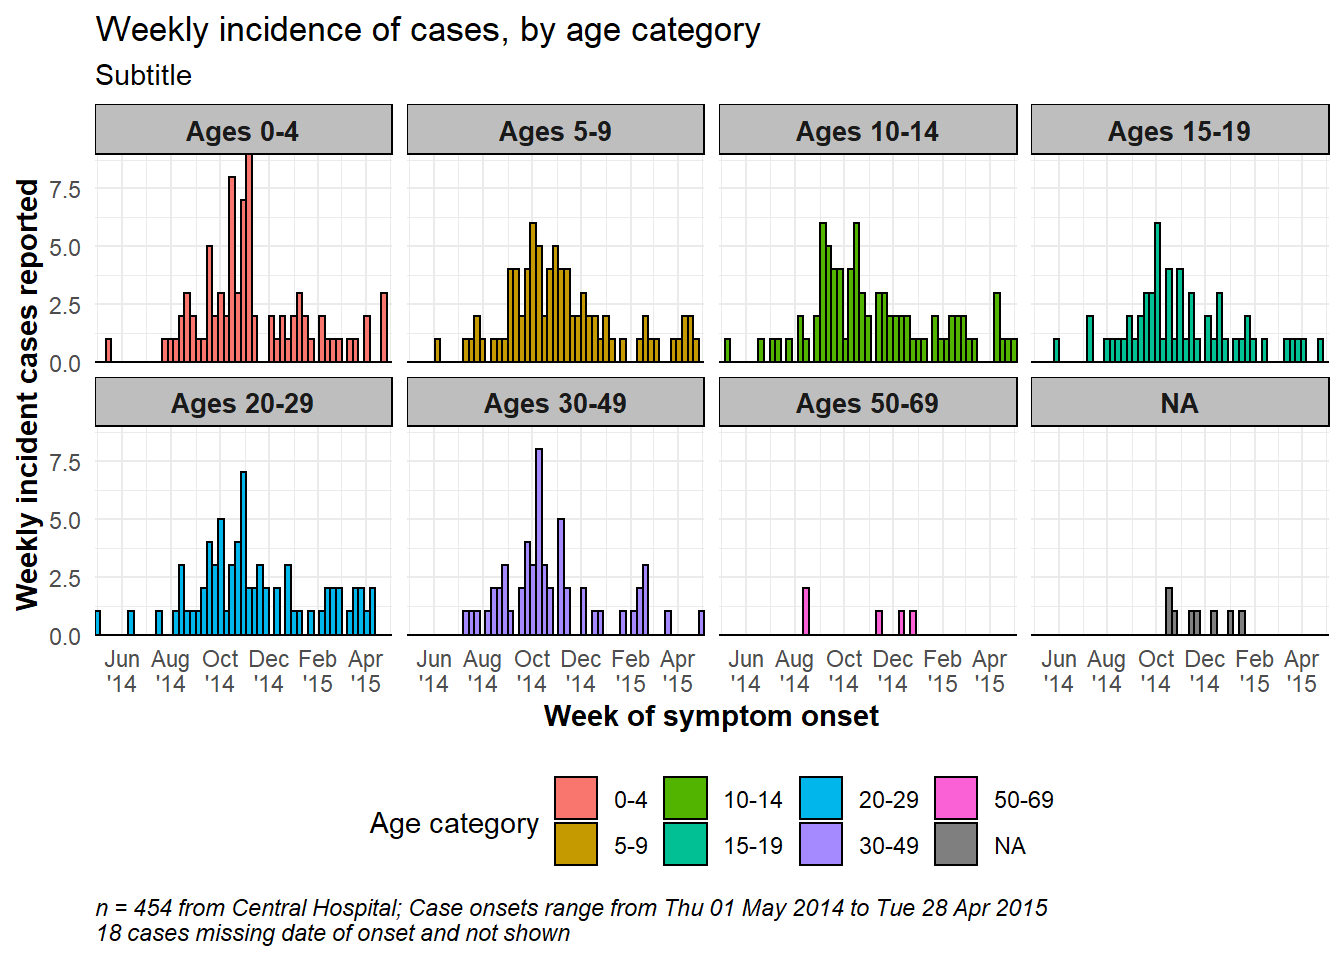 Weekly incidence of cases, by age category
Subtitle
Ages 0-4
Ages 5-9
Ages 10-14
Ages 15-19
7.5
5.0
2.5
0.0
Weekly incident cases reported
Ages 20-29
Ages 30-49
Ages 50-69
NA
7.5
5.0
2.5
0.0
Jun Aug Oct Dec Feb Apr
'14 '14 '14 '14 '15 '15
Jun Aug Oct Dec Feb Apr
'14 '14 '14 '14 '15 '15
Jun Aug Oct Dec Feb Apr
'14 '14 '14 '14 '15 '15
Jun Aug Oct Dec Feb Apr
'14 '14 '14 '14 '15 '15
Week of symptom onset
Age category
0-4
5-9
10-14
15-19
20-29
30-49
50-69
NA
n = 454 from Central Hospital; Case onsets range from Thu 01 May 2014 to Tue 28 Apr 2015
18 cases missing date of onset and not shown